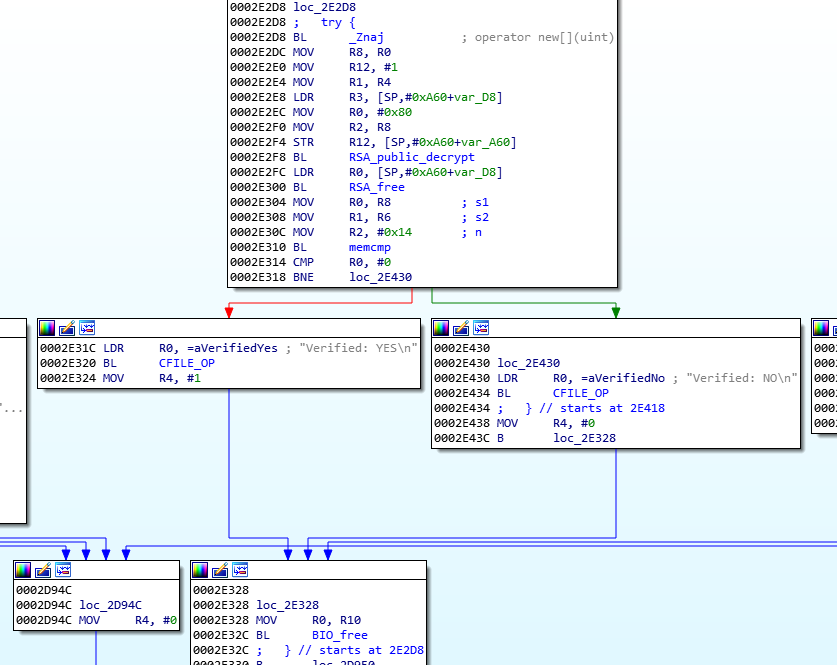 0002E2D8 loc_2E2D8
0002E2D8 ;   try {
0002E2D8 BL      _Znaj           ; operator new[](uint)
0002E2DC MOV     R8, R0
0002E2E0 MOV     R12, #1
0002E2E4 MOV     R1, R4
0002E2E8 LDR     R3, [SP,#0xA60+var_D8]
0002E2EC MOV     R0, #0x80
0002E2F0 MOV     R2, R8
0002E2F4 STR     R12, [SP,#0xA60+var_A60]
0002E2F8 BL      RSA_public_decrypt
0002E2FC LDR     R0, [SP,#0xA60+var_D8]
0002E300 BL      RSA_free
0002E304 MOV     R0, R8          ; s1
0002E308 MOV     R1, R6          ; s2
0002E30C MOV     R2, #0x14       ; n
0002E310 BL      memcmp
0002E314 CMP     R0, #0
0002E318 BNE     loc_2E430
0002E31C LDR     R0, =aVerifiedYes ; "Verified: YES\n"
0002E320 BL      CFILE_OP
0002E324 MOV     R4, #1
0002E430
0002E430 loc_2E430
0002E430 LDR     R0, =aVerifiedNo ; "Verified: NO\n"
0002E434 BL      CFILE_OP
0002E434 ;   } // starts at 2E418
0002E438 MOV     R4, #0
0002E43C B       loc_2E328
"...
0002D94C
0002D94C loc_2D94C
0002D94C MOV     R4, #0
0002E328
0002E328 loc_2E328
0002E328 MOV     R0, R10
0002E32C BL      BIO_free
0002E32C ;   } // starts at 2E2D8